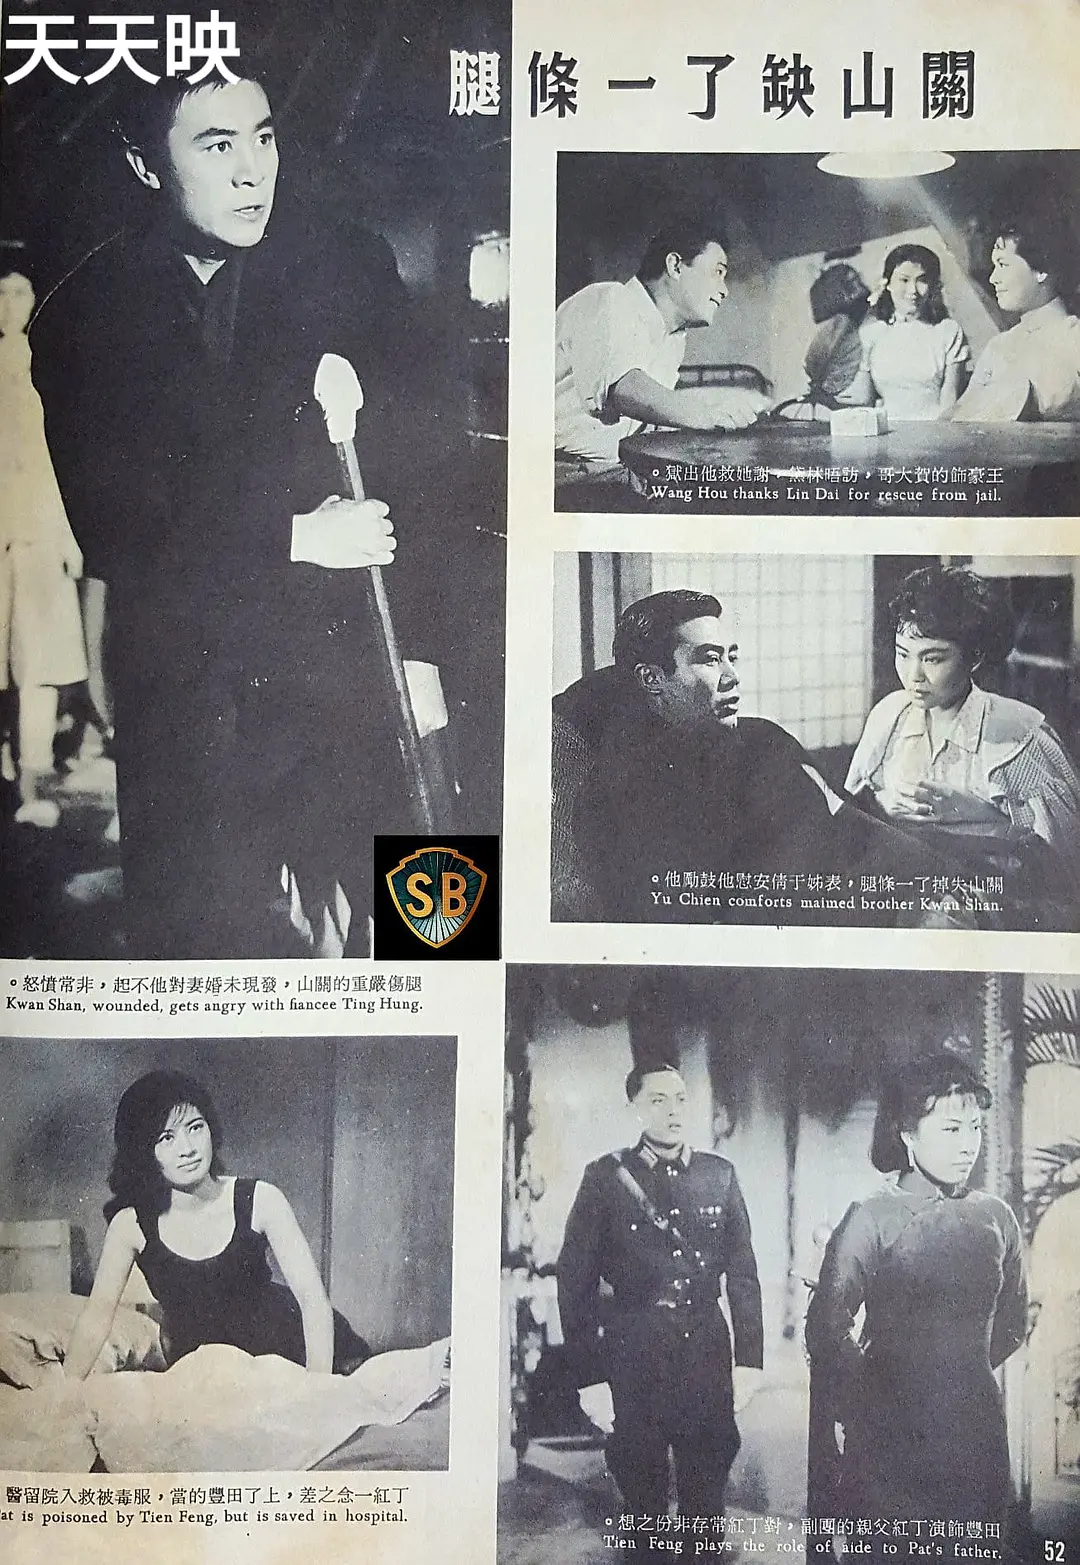 天天映
關山缺了一條腿
王豪飾的賀大哥，訪晤林黛，謝她救他出獄。
Wang Hou thanks Lin Dai for rescue from jail.
關山失掉了一條腿，表姊于倩安慰他鼓勵他。
Yu Chien comforts maimed brother Kwan Shan.
SB
腿傷嚴重的關山，發現未婚妻對他不起，非常憤怒。
Kwan Shan, wounded, gets angry with fiancee Ting Hung.
丁紅一念之差，上了田豐的當，服毒被救入院留醫
at is poisoned by Tien Feng, but is saved in hospital.
田豐飾演丁紅父親的團副，對丁紅常存非份之想。
Tien Feng plays the role of aide to Pat's father.
52